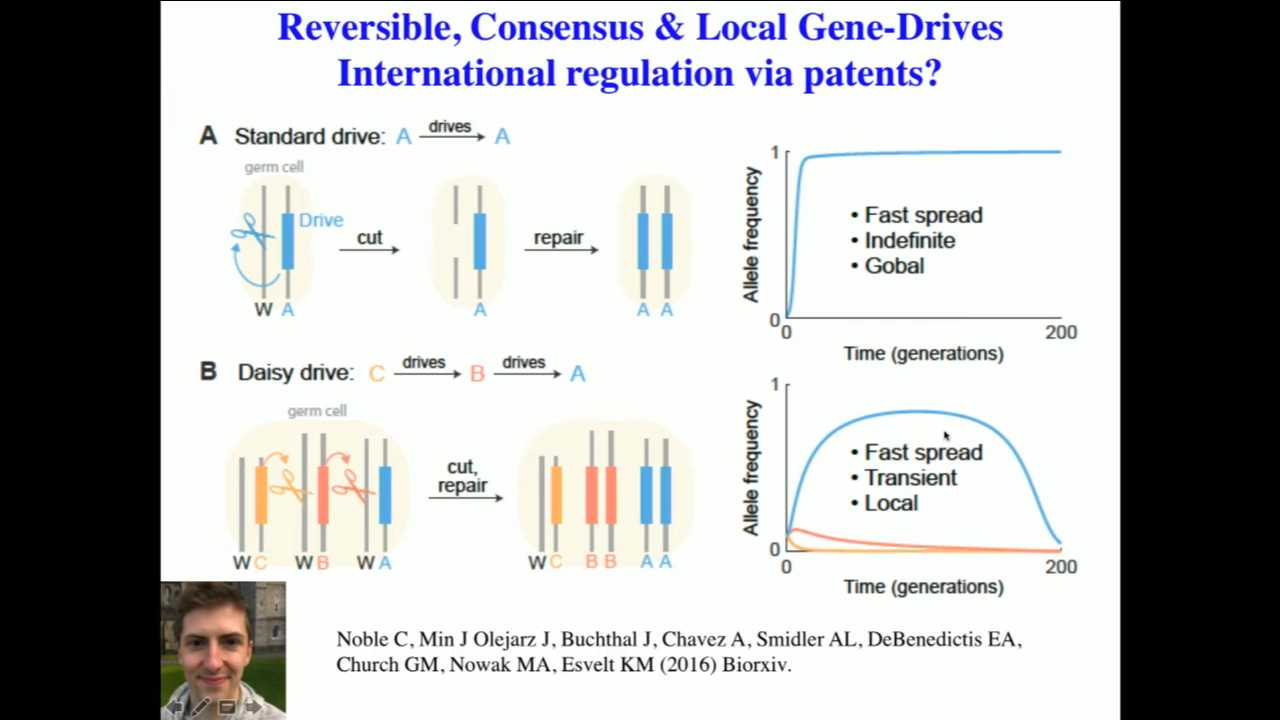 Reversible, Consensus & Local Gene-Drives
International regulation via patents?
A Standard drive: A drives A
germ cell
Drive
cut
repair
W A
A
A A
1
Allele frequency
• Fast spread
• Indefinite
• Gobal
0
0
200
Time (generations)
B Daisy drive: C drives B drives A
germ cell
cut,
repair
W C W B W A
W C B B A A
1
Allele frequency
• Fast spread
• Transient
• Local
0
0
200
Time (generations)
Noble C, Min J Olejarz J, Buchthal J, Chavez A, Smidler AL, DeBenedictis EA,
Church GM, Nowak MA, Esvelt KM (2016) Biorxiv.